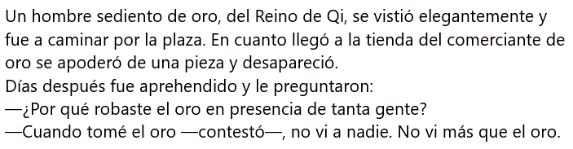 Un hombre sediento de oro, del Reino de Qi, se vistió elegantemente y
fue a caminar por la plaza. En cuanto llegó a la tienda del comerciante de
oro se apoderó de una pieza y desapareció.
Días después fue aprehendido y le preguntaron:
—¿Por qué robaste el oro en presencia de tanta gente?
—Cuando tomé el oro —contestó—, no vi a nadie. No vi más que el oro.